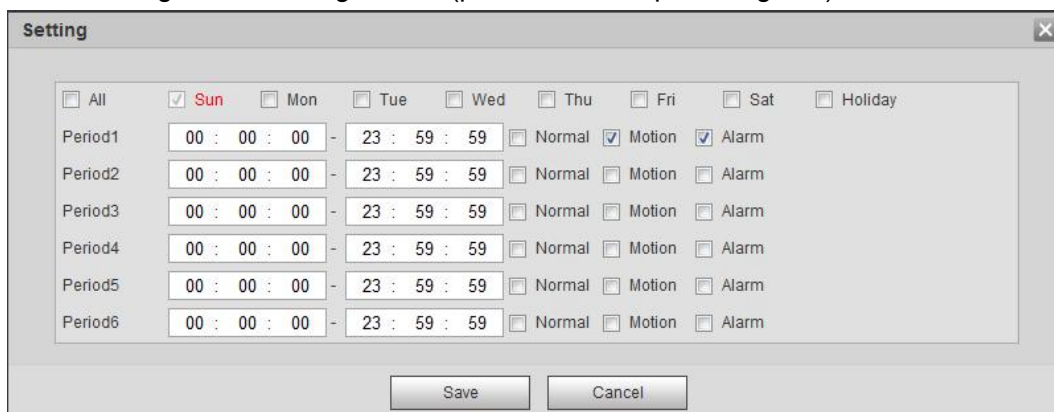 Setting
All Sun Mon Tue Wed Thu Fri Sat Holiday
Period1 00 : 00 : 00 - 23 : 59 : 59 Normal Motion Alarm
Period2 00 : 00 : 00 - 23 : 59 : 59 Normal Motion Alarm
Period3 00 : 00 : 00 - 23 : 59 : 59 Normal Motion Alarm
Period4 00 : 00 : 00 - 23 : 59 : 59 Normal Motion Alarm
Period5 00 : 00 : 00 - 23 : 59 : 59 Normal Motion Alarm
Period6 00 : 00 : 00 - 23 : 59 : 59 Normal Motion Alarm
Save Cancel